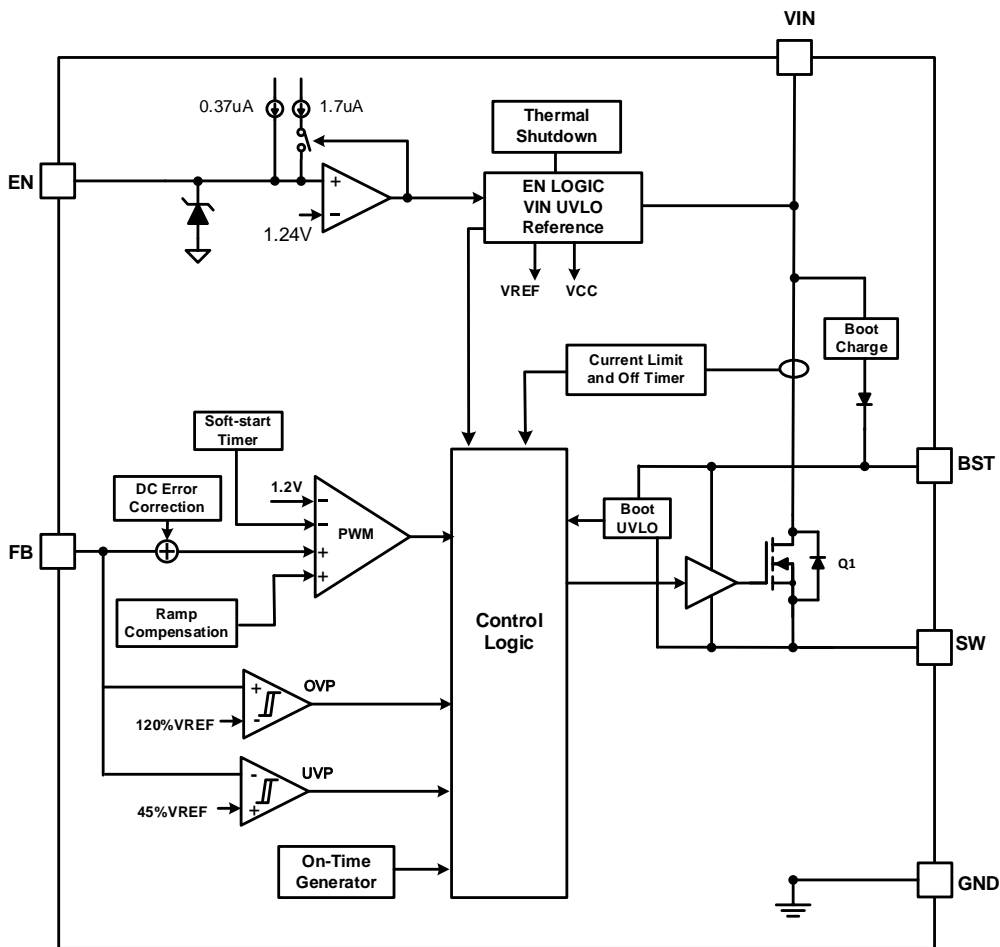 VIN
0.37uA
1.7uA
Thermal
Shutdown
EN
+
-
1.24V
EN LOGIC
VIN UVLO
Reference
VREF
VCC
Boot
Charge
Current Limit
and Off Timer
Soft-start
Timer
BST
DC Error
Correction
1.2V
-
-
+
+
PWM
Boot
UVLO
FB
Q1
Ramp
Compensation
Control
Logic
SW
+
-
OVP
120%VREF
-
+
UVP
45%VREF
On-Time
Generator
GND